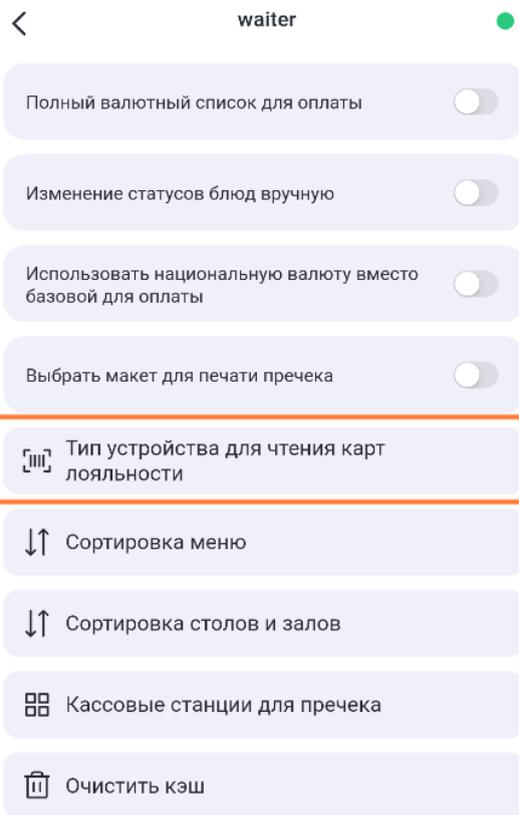 waiter
Полный валютный список для оплаты
Изменение статусов блюд вручную
Использовать национальную валюту вместо
базовой для оплаты
Выбрать макет для печати пречека
Тип устройства для чтения карт
лояльности
Сортировка меню
Сортировка столов и залов
Кассовые станции для пречека
Очистить кэш